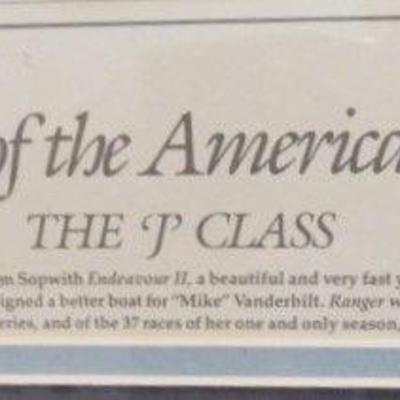 of the America
THE 'J' CLASS
m Sopwith Endeavour II, a beautiful and very fast y
igned a better boat for "Mike" Vanderbilt. Ranger w
eries, and of the 37 races of her one and only season,